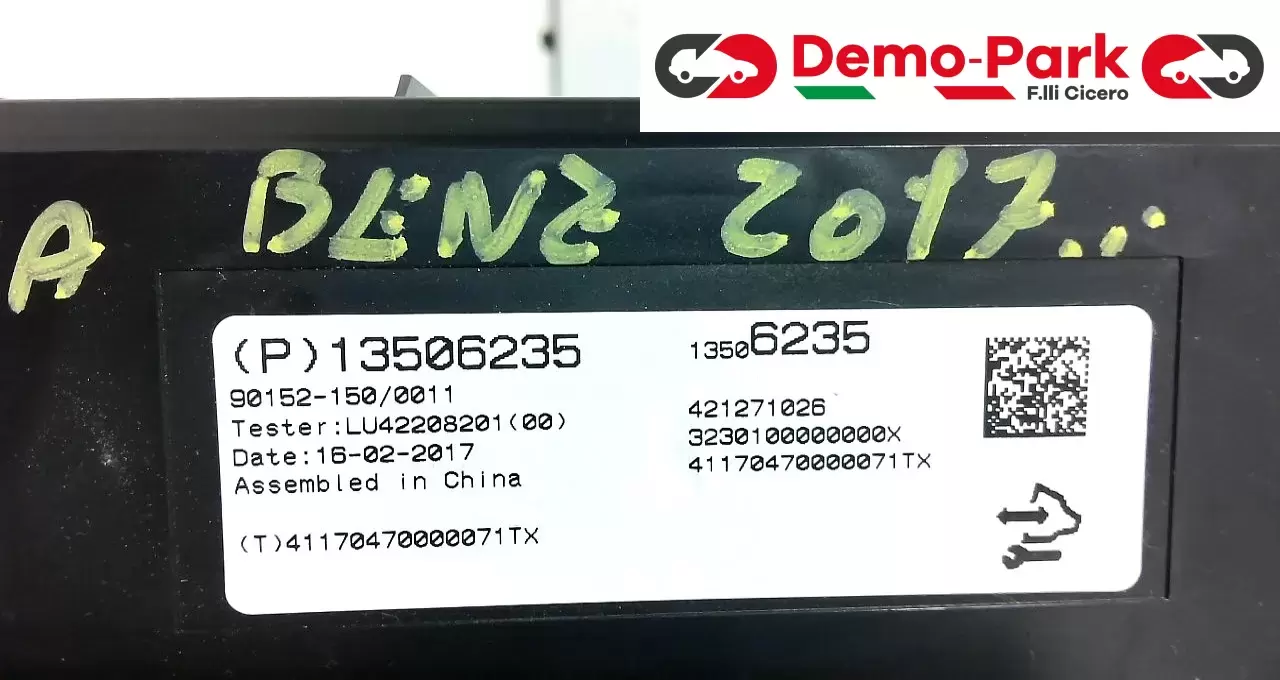 Demo-Park
F.lli Cicero
A BENZ 2017...
(P)13506235
90152-150/0011
Tester:LU42208201(00)
Date:16-02-2017
Assembled in China
(T)41170470000071TX
13506235
421271026
3230100000000X
41170470000071TX